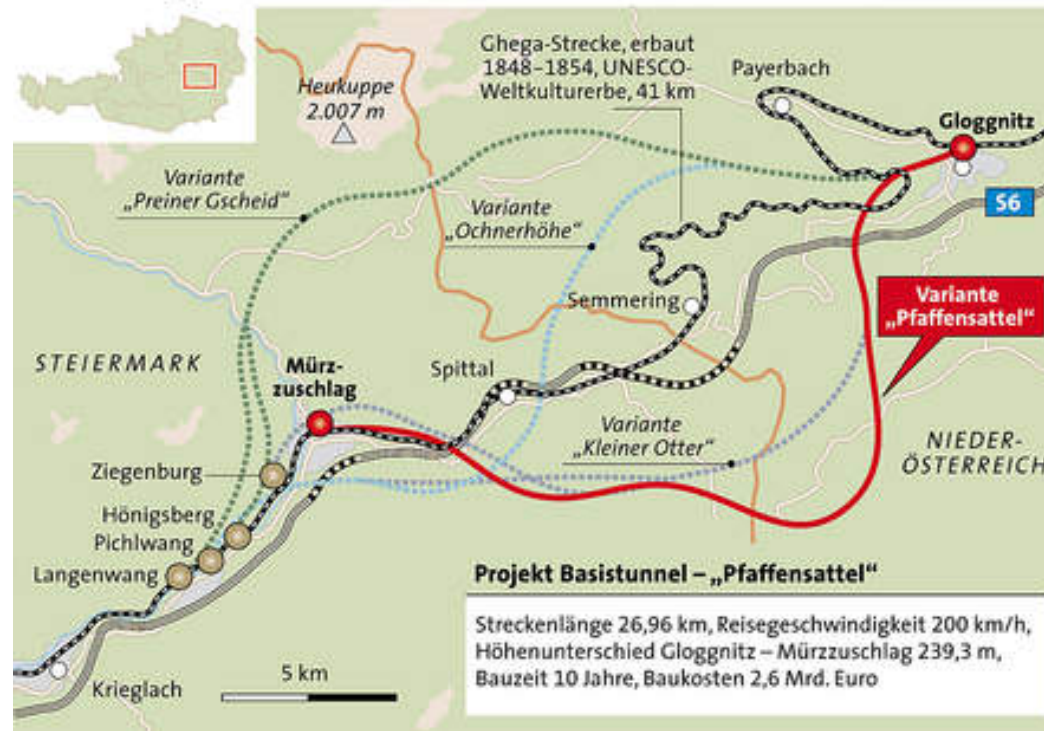 Ghega-Strecke, erbaut
1848–1854, UNESCO-
Weltkulturerbe, 41 km
Payerbach
Gloggnitz
Heukuppe
2.007 m
Variante
„Preiner Gscheid“
Variante
„Ochnerhöhe“
S6
Semmering
Variante
„Pfaffensattel“
STEIERMARK
Mürz-
zuschlag
Spittal
Variante
„Kleiner Otter“
NIEDER-
ÖSTERREICH
Ziegenburg
Hönigsberg
Pichlwang
Langenwang
Krieglach
5 km
Projekt Basistunnel – „Pfaffensattel“
Streckenlänge 26,96 km, Reisegeschwindigkeit 200 km/h,
Höhenunterschied Gloggnitz – Mürzzuschlag 239,3 m,
Bauzeit 10 Jahre, Baukosten 2,6 Mrd. Euro